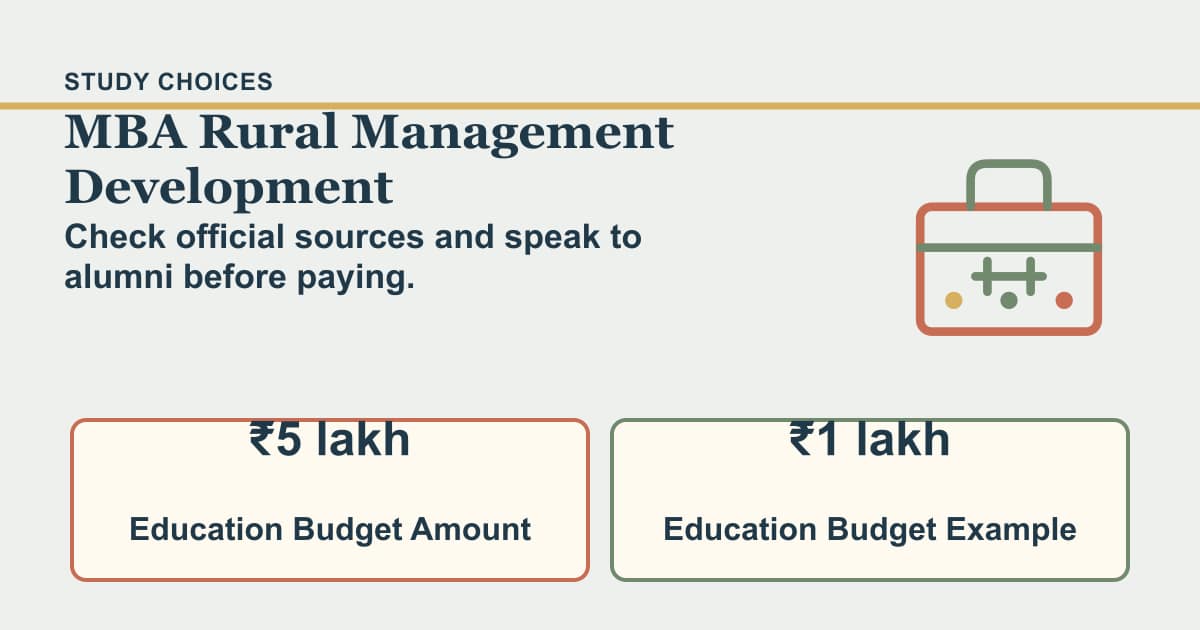 STUDY CHOICES
MBA Rural Management
Development
Check official sources and speak to
alumni before paying.
₹5 lakh
Education Budget Amount
₹1 lakh
Education Budget Example